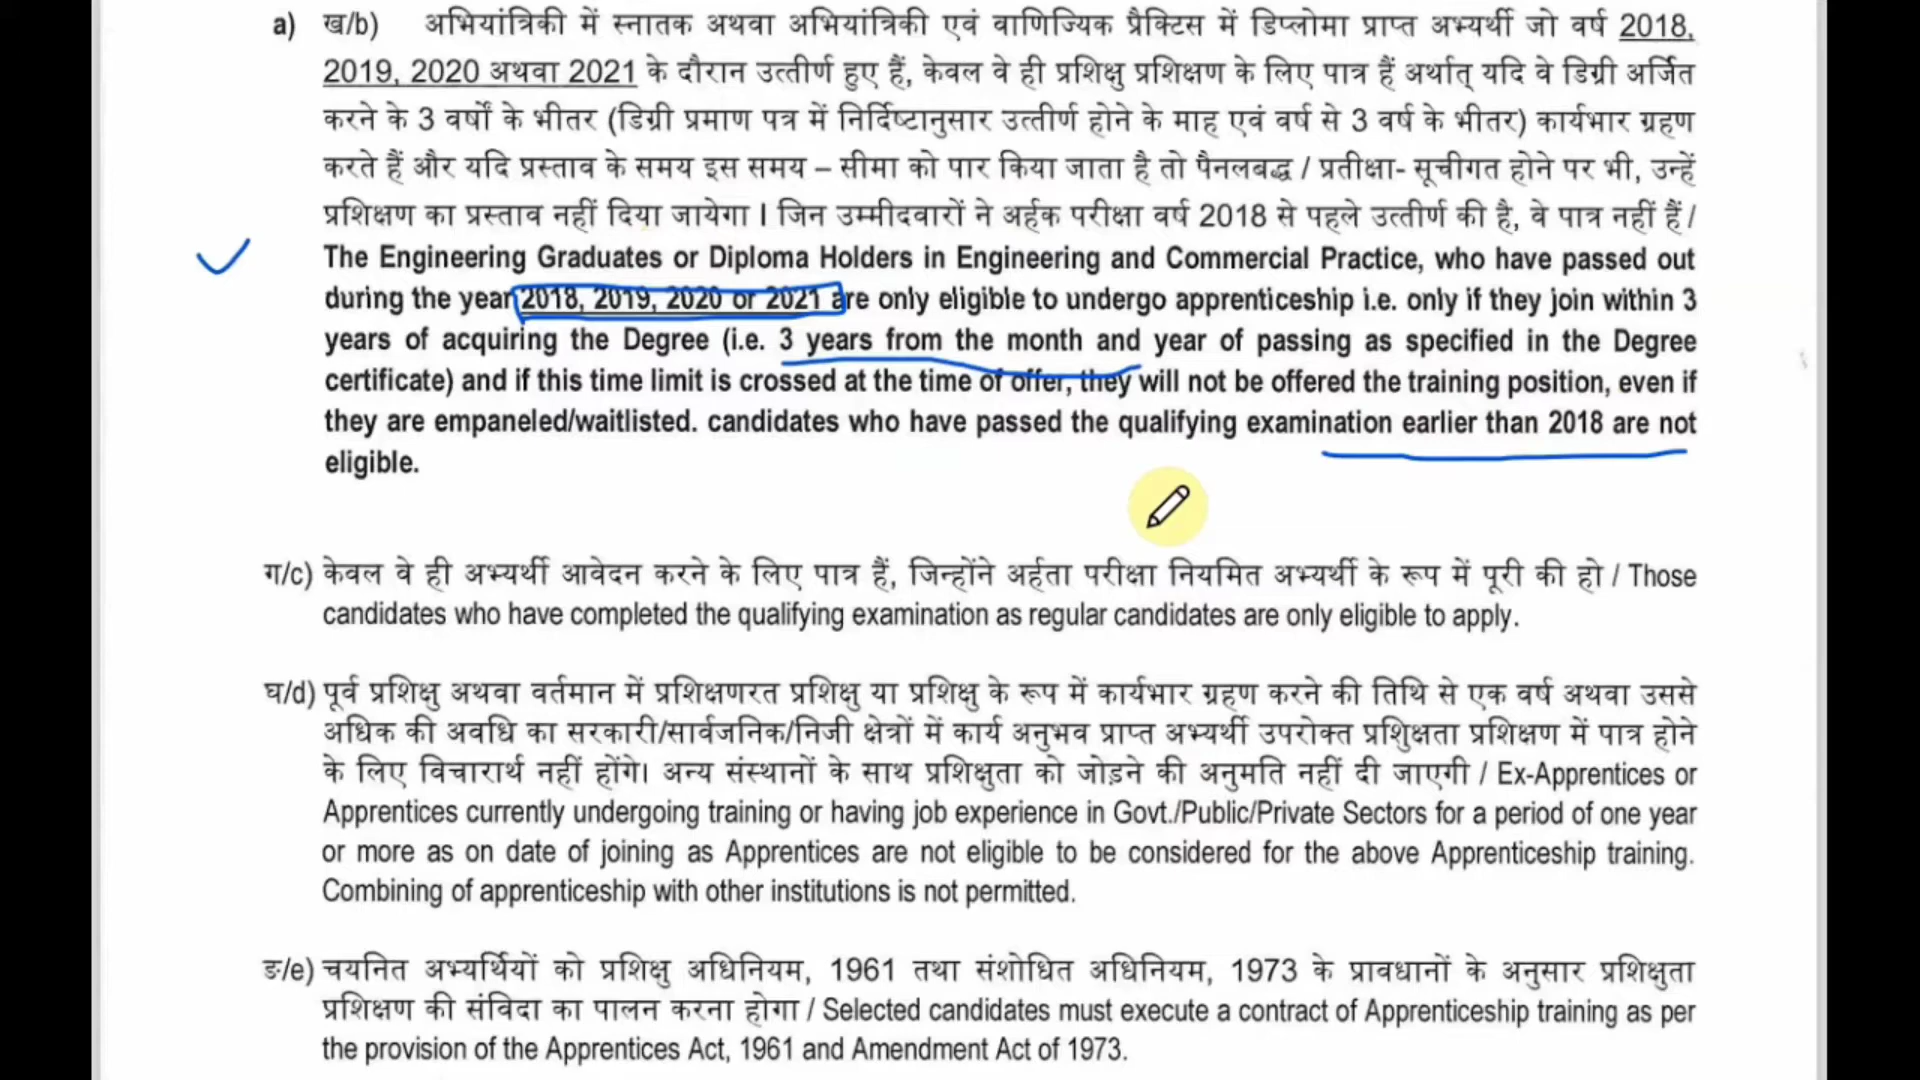 a) ख/b) अभियांत्रिकी में स्नातक अथवा अभियांत्रिकी एवं वाणिज्यिक प्रैक्टिस में डिप्लोमा प्राप्त अभ्यर्थी जो वर्ष 2018,
2019, 2020 अथवा 2021 के दौरान उत्तीर्ण हुए हैं, केवल वे ही प्रशिक्षु प्रशिक्षण के लिए पात्र हैं अर्थात् यदि वे डिग्री अर्जित
करने के 3 वर्षों के भीतर (डिग्री प्रमाण पत्र में निर्दिष्टानुसार उत्तीर्ण होने के माह एवं वर्ष से 3 वर्ष के भीतर) कार्यभार ग्रहण
करते हैं और यदि प्रस्ताव के समय इस समय – सीमा को पार किया जाता है तो पैनलबद्ध / प्रतीक्षा- सूचीगत होने पर भी, उन्हें
प्रशिक्षण का प्रस्ताव नहीं दिया जायेगा । जिन उम्मीदवारों ने अर्हक परीक्षा वर्ष 2018 से पहले उत्तीर्ण की है, वे पात्र नहीं हैं /
The Engineering Graduates or Diploma Holders in Engineering and Commercial Practice, who have passed out
during the year 2018, 2019, 2020 or 2021 are only eligible to undergo apprenticeship i.e. only if they join within 3
years of acquiring the Degree (i.e. 3 years from the month and year of passing as specified in the Degree
certificate) and if this time limit is crossed at the time of offer, they will not be offered the training position, even if
they are empaneled/waitlisted. candidates who have passed the qualifying examination earlier than 2018 are not
eligible.
ग/c) केवल वे ही अभ्यर्थी आवेदन करने के लिए पात्र हैं, जिन्होंने अर्हता परीक्षा नियमित अभ्यर्थी के रूप में पूरी की हो / Those
candidates who have completed the qualifying examination as regular candidates are only eligible to apply.
घ/d) पूर्व प्रशिक्षु अथवा वर्तमान में प्रशिक्षणरत प्रशिक्षु या प्रशिक्षु के रूप में कार्यभार ग्रहण करने की तिथि से एक वर्ष अथवा उससे
अधिक की अवधि का सरकारी/सार्वजनिक/निजी क्षेत्रों में कार्य अनुभव प्राप्त अभ्यर्थी उपरोक्त प्रशिुक्षता प्रशिक्षण में पात्र होने
के लिए विचारार्थ नहीं होंगे। अन्य संस्थानों के साथ प्रशिक्षुता को जोड़ने की अनुमति नहीं दी जाएगी / Ex-Apprentices or
Apprentices currently undergoing training or having job experience in Govt./Public/Private Sectors for a period of one year
or more as on date of joining as Apprentices are not eligible to be considered for the above Apprenticeship training.
Combining of apprenticeship with other institutions is not permitted.
ङ/e) चयनित अभ्यर्थियों को प्रशिक्षु अधिनियम, 1961 तथा संशोधित अधिनियम, 1973 के प्रावधानों के अनुसार प्रशिक्षुता
प्रशिक्षण की संविदा का पालन करना होगा / Selected candidates must execute a contract of Apprenticeship training as per
the provision of the Apprentices Act, 1961 and Amendment Act of 1973.